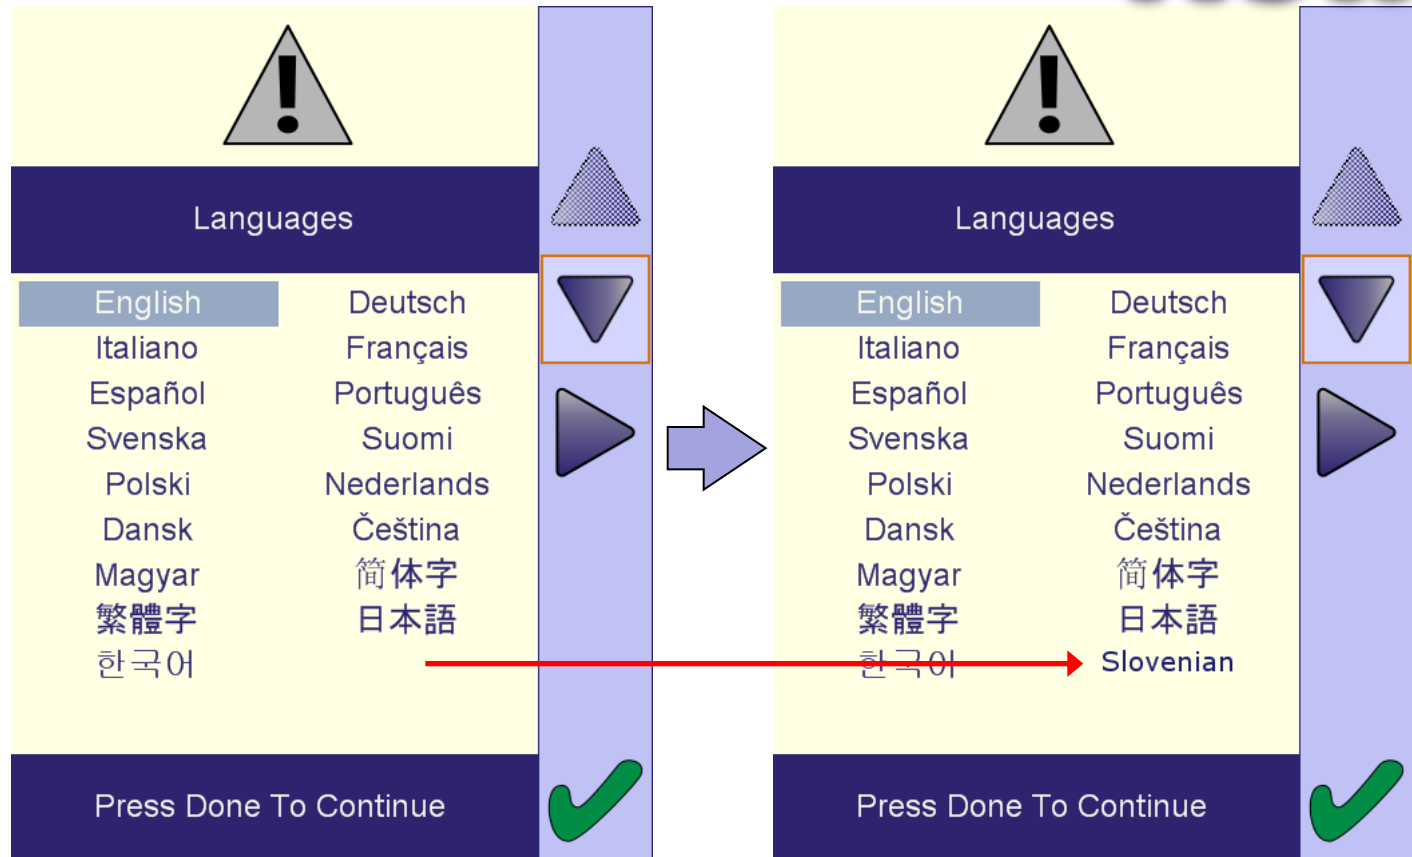 Languages
English Deutsch
Italiano Français
Español Português
Svenska Suomi
Polski Nederlands
Dansk Čeština
Magyar 简体字
繁體字 日本語
한국어
Press Done To Continue
Languages
English Deutsch
Italiano Français
Español Português
Svenska Suomi
Polski Nederlands
Dansk Čeština
Magyar 简体字
繁體字 日本語
한국어 Slovenian
Press Done To Continue